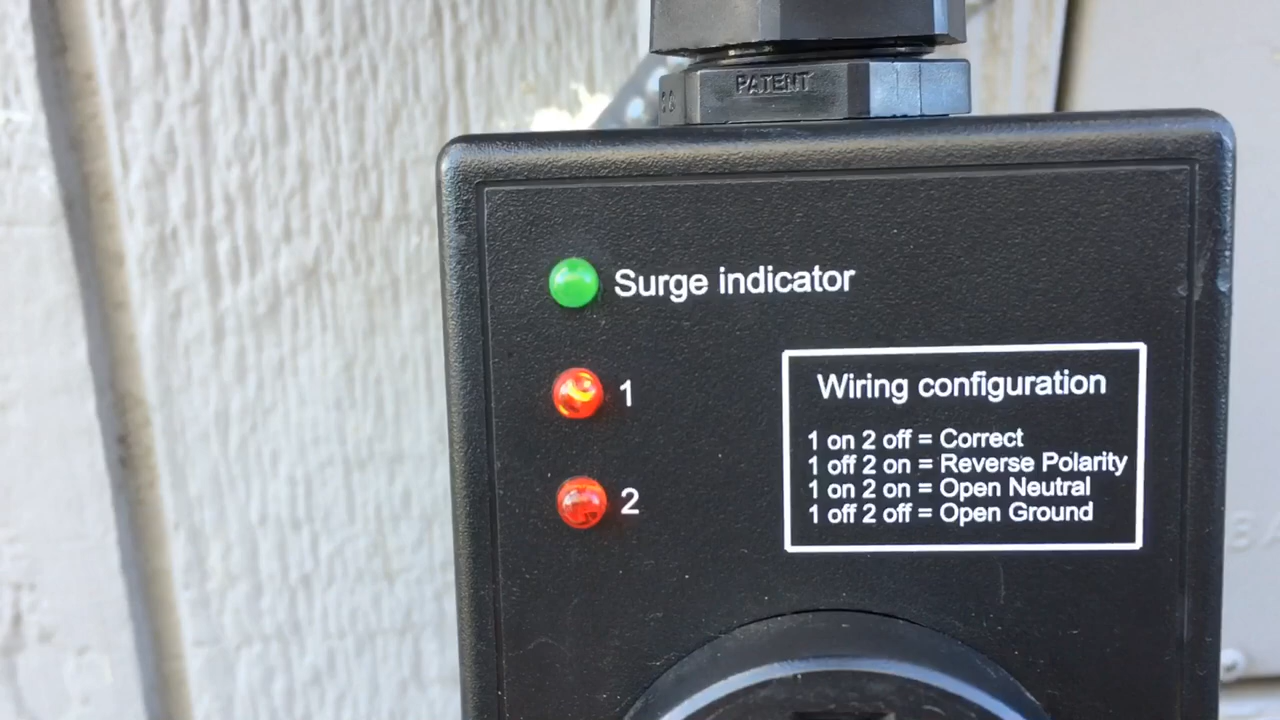 PATENT
Surge indicator
1
2
Wiring configuration
1 on 2 off = Correct
1 off 2 on = Reverse Polarity
1 on 2 on = Open Neutral
1 off 2 off = Open Ground